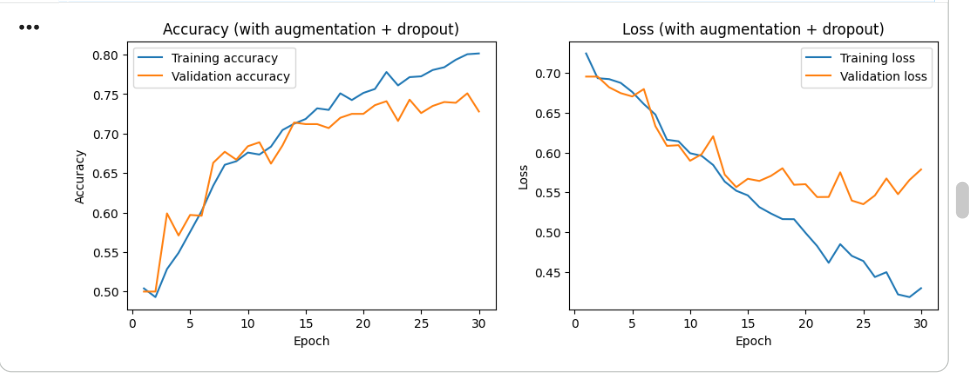 •••
Accuracy (with augmentation + dropout)
Training accuracy
Validation accuracy
0.80
0.75
0.70
0.65
0.60
0.55
0.50
Accuracy
0 5 10 15 20 25 30
Epoch
Loss (with augmentation + dropout)
Training loss
Validation loss
0.70
0.65
0.60
0.55
0.50
0.45
Loss
0 5 10 15 20 25 30
Epoch